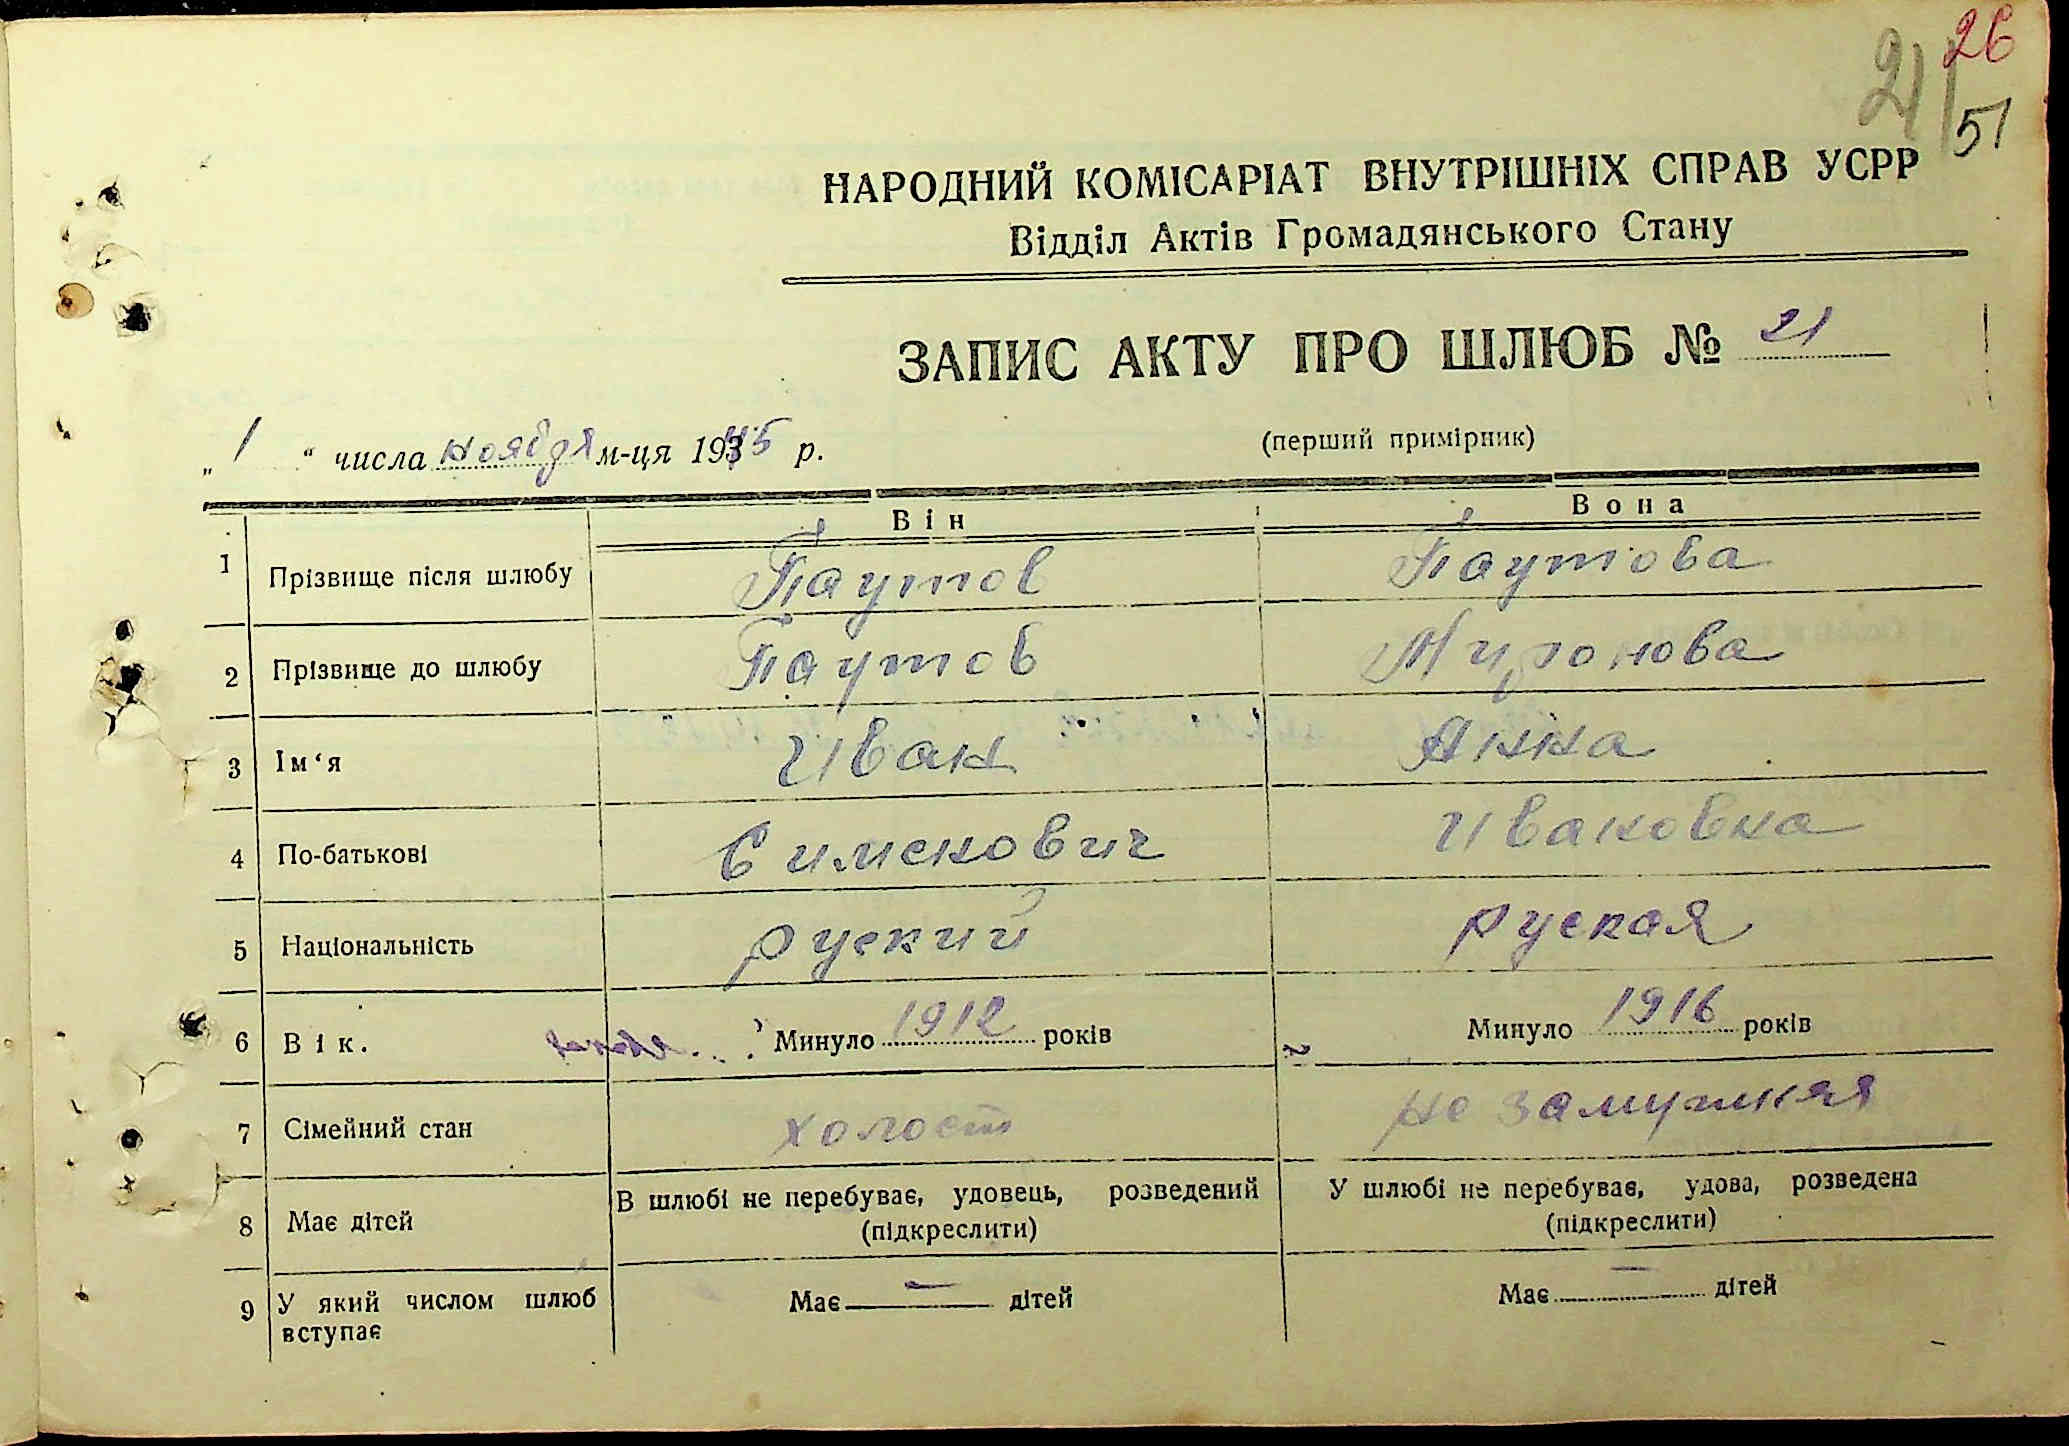 26
21
51
НАРОДНИЙ КОМІСАРІАТ ВНУТРІШНІХ СПРАВ УСРР
Відділ Актів Громадянського Стану
ЗАПИС АКТУ ПРО ШЛЮБ № 21
„ 1 “ числа ноября м-ця 1945 р.
(перший примірник)
Він Вона
1 Прізвище після шлюбу Паутов Паутова
2 Прізвище до шлюбу Паутов Миронова
3 Ім‘я Иван Анна
4 По-батькові Симонович Ивановна
5 Національність руский руская
6 Вік. Минуло 1912 років Минуло 1916 років
7 Сімейний стан холост не замужняя
8 Має дітей В шлюбі не перебуває, удовець, розведений У шлюбі не перебуває, удова, розведена
(підкреслити) (підкреслити)
9 У який числом шлюб Має — дітей Має — дітей
вступає